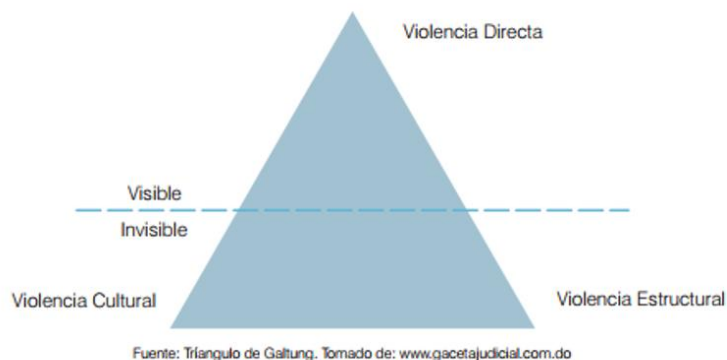 Violencia Directa
Visible
Invisible
Violencia Cultural
Violencia Estructural
Fuente: Triangulo de Galtung. Tomado de: www.gacetajudicial.com.do